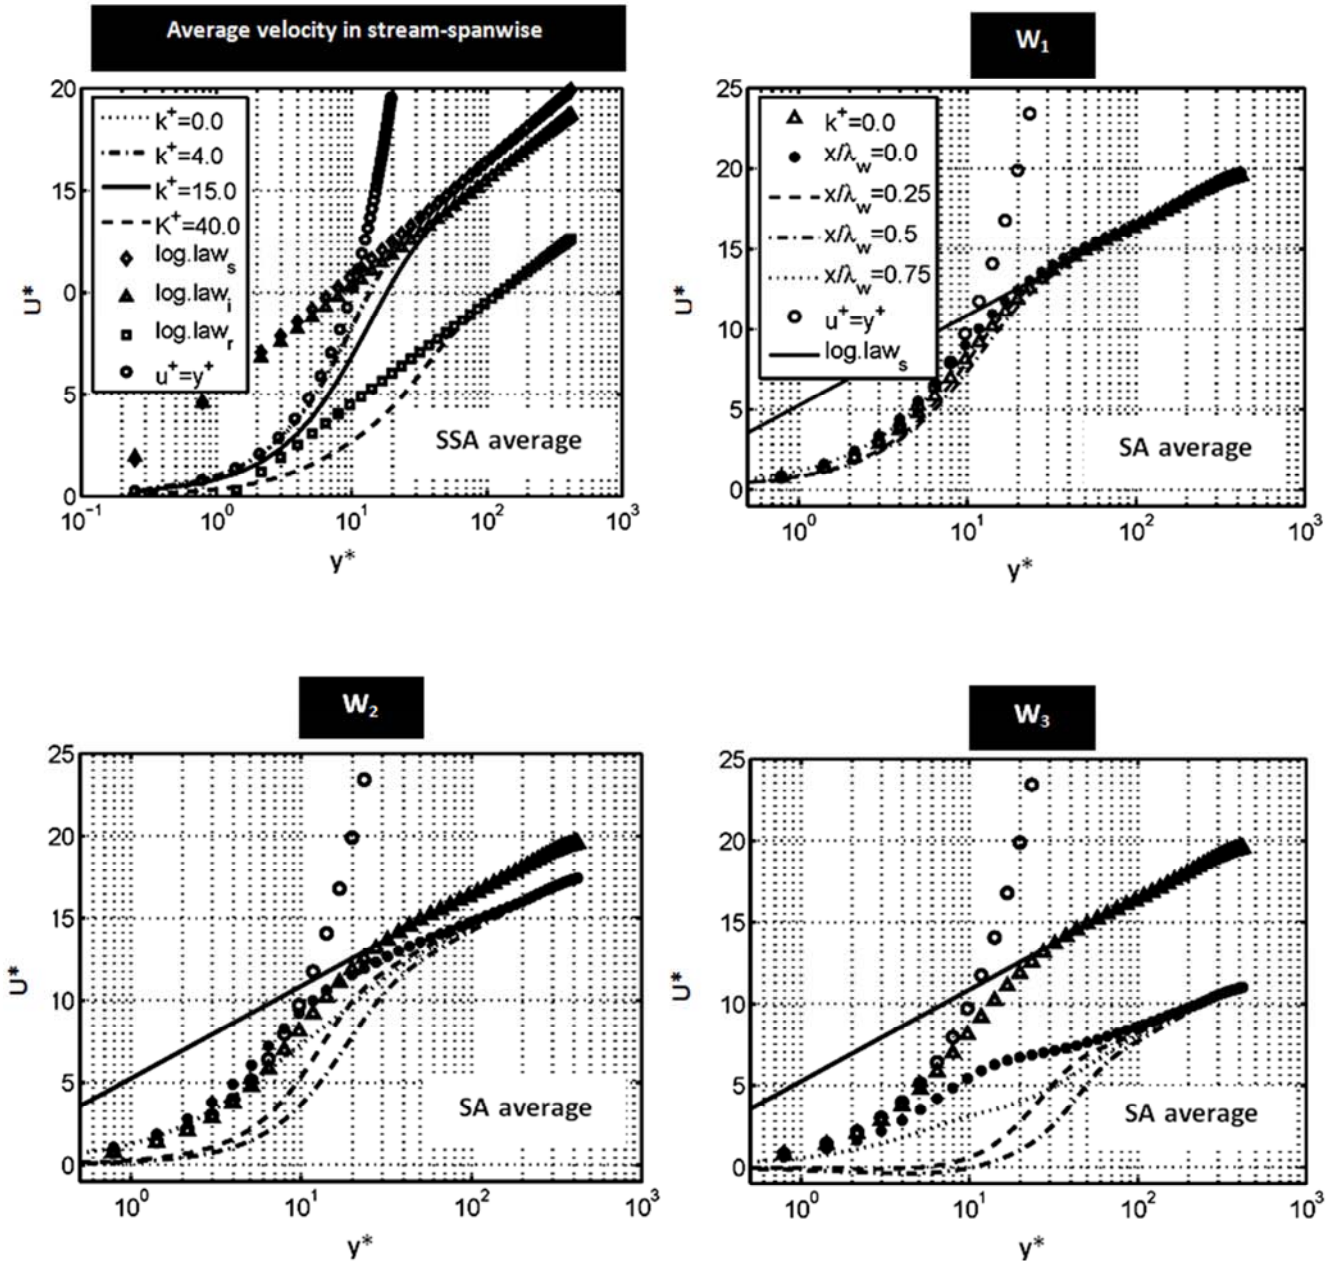 Average velocity in stream-spanwise
20
15
0
5
0
U*
k⁺=0.0
k⁺=4.0
k⁺=15.0
K⁺=40.0
log.lawₛ
log.lawᵢ
log.lawᵣ
u⁺=y⁺
SSA average
10⁻¹ 10⁰ 10¹ 10² 10³
y*
W₁
25
20
15
10
5
0
U*
k⁺=0.0
x/λ_w=0.0
x/λ_w=0.25
x/λ_w=0.5
x/λ_w=0.75
u⁺=y⁺
log.lawₛ
SA average
10⁰ 10¹ 10² 10³
y*
W₂
25
20
15
10
5
0
U*
SA average
10⁰ 10¹ 10² 10³
y*
W₃
25
20
15
10
5
0
U*
SA average
10⁰ 10¹ 10² 10³
y*